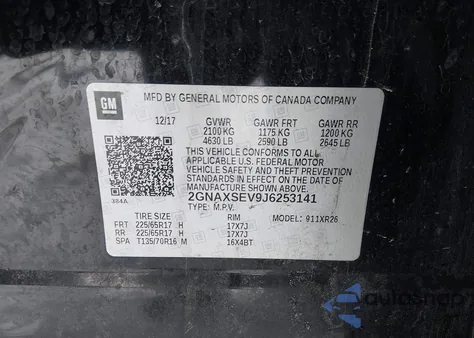 GM
MFD BY GENERAL MOTORS OF CANADA COMPANY
12/17 GVWR GAWR FRT GAWR RR
2100 KG 1175 KG 1200 KG
4630 LB 2590 LB 2645 LB
THIS VEHICLE CONFORMS TO ALL
APPLICABLE U.S. FEDERAL MOTOR
VEHICLE SAFETY AND THEFT PREVENTION
STANDARDS IN EFFECT ON THE DATE OF
MANUFACTURE SHOWN ABOVE.
384A 2GNAXSEV9J6253141
TYPE: M.P.V. MODEL: 911XR26
TIRE SIZE RIM
FRT 225/65R17 H 17X7J
RR 225/65R17 H 17X7J
SPA T135/70R16 M 16X4BT
autosnap